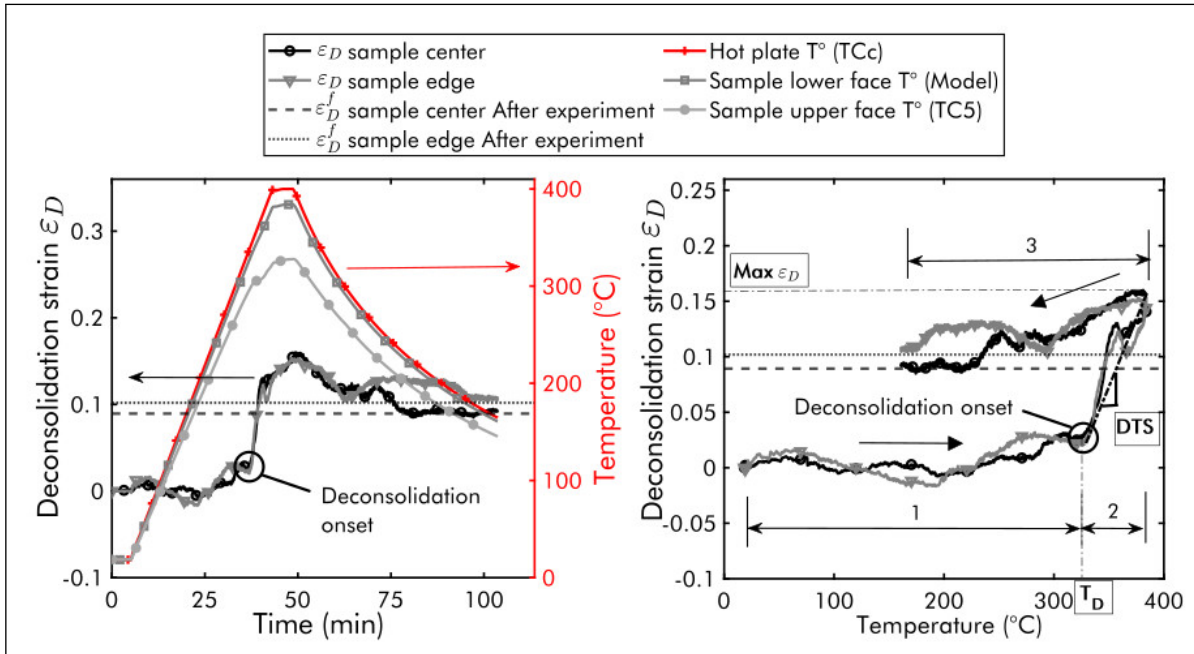 ε_D sample center
ε_D sample edge
ε_D^f sample center After experiment
ε_D^f sample edge After experiment
Hot plate T° (TCc)
Sample lower face T° (Model)
Sample upper face T° (TC5)
Deconsolidation strain ε_D
0.3
0.2
0.1
0
-0.1
0
25
50
75
100
Time (min)
400
300
200
100
0
Temperature (°C)
Deconsolidation
onset
Deconsolidation strain ε_D
0.25
0.2
0.15
0.1
0.05
0
-0.05
-0.1
0
100
200
300
400
Temperature (°C)
Max ε_D
3
Deconsolidation onset
DTS
1
2
T_D